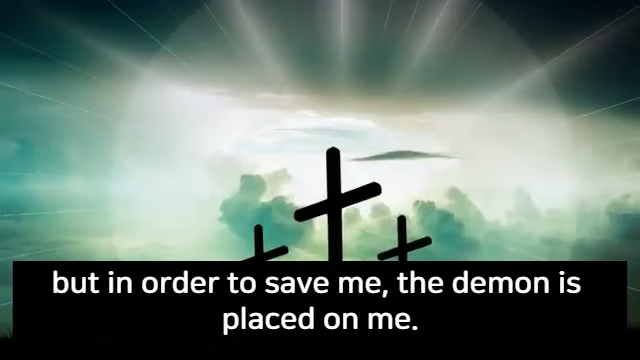 but in order to save me, the demon is
placed on me.